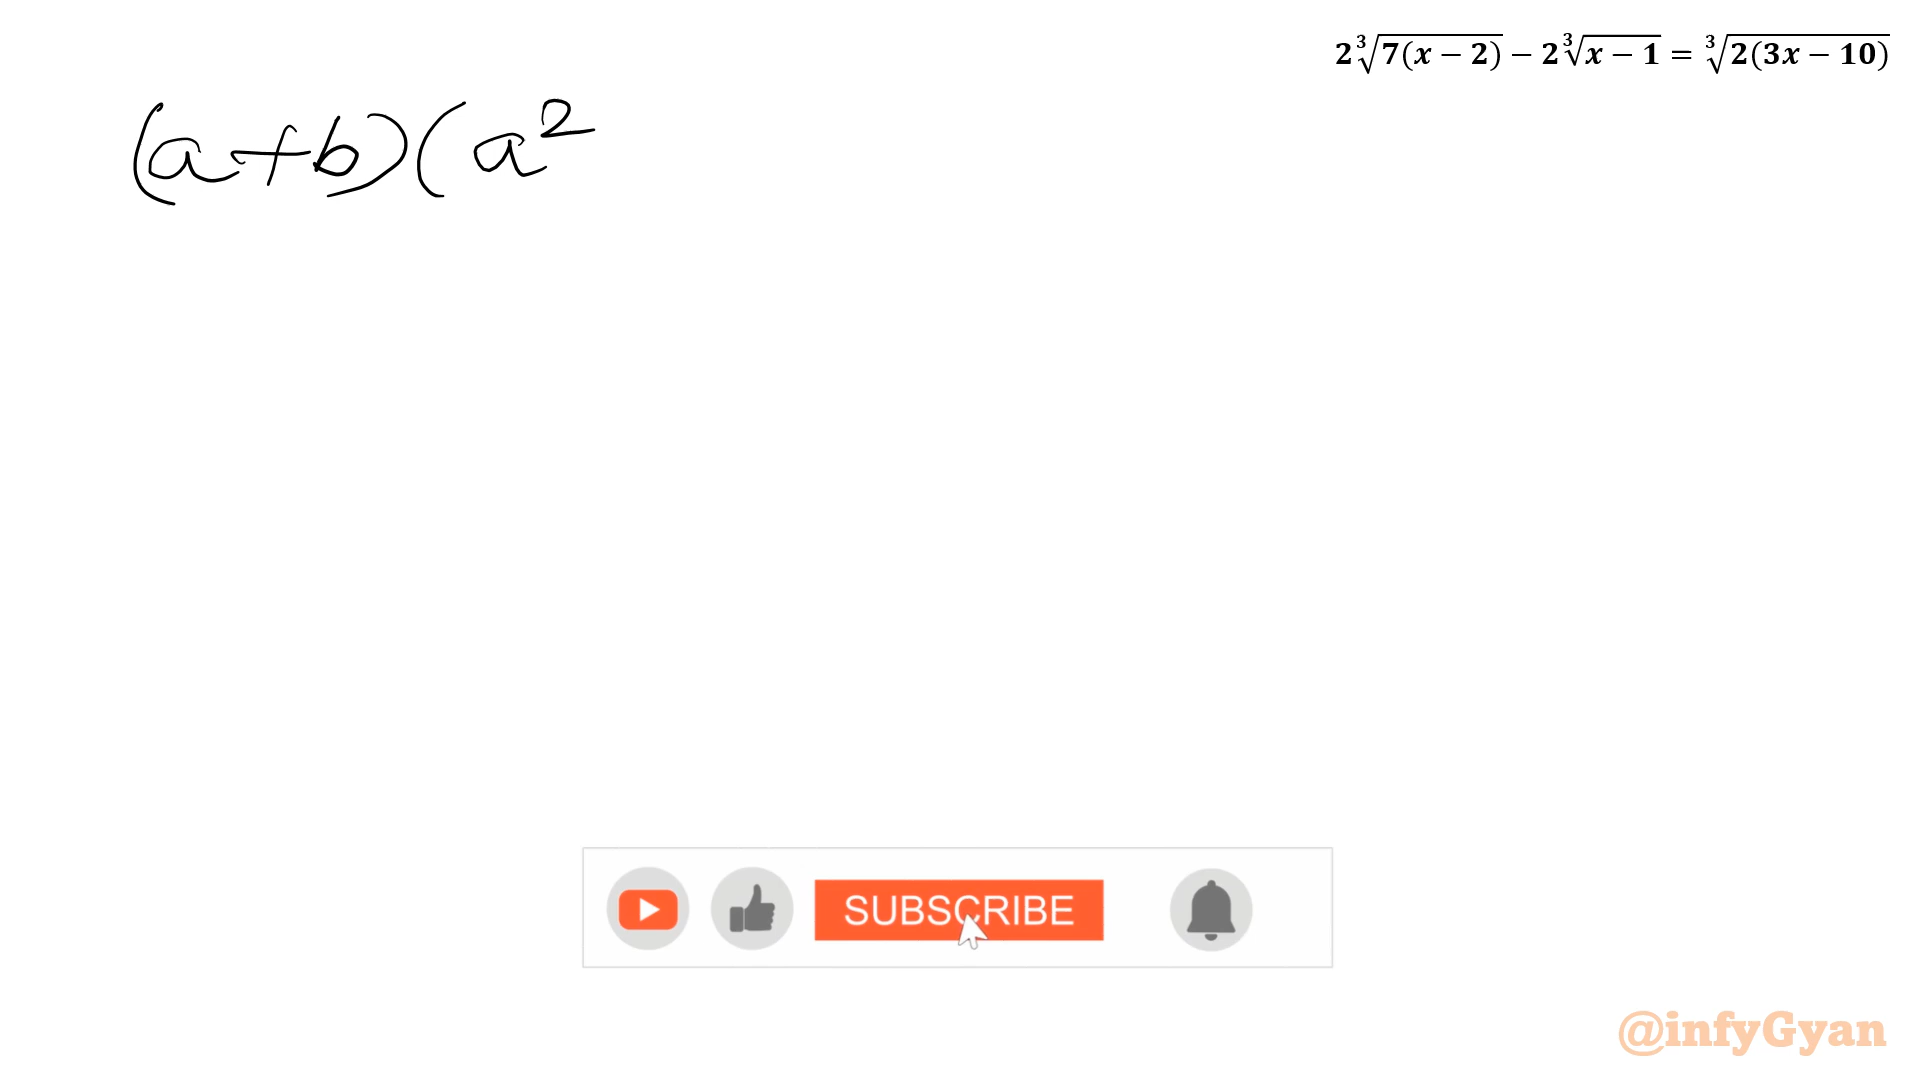 2∛7(x − 2) − 2∛x − 1 = ∛2(3x − 10)
(a+b)(a²
SUBSCRIBE
@infyGyan